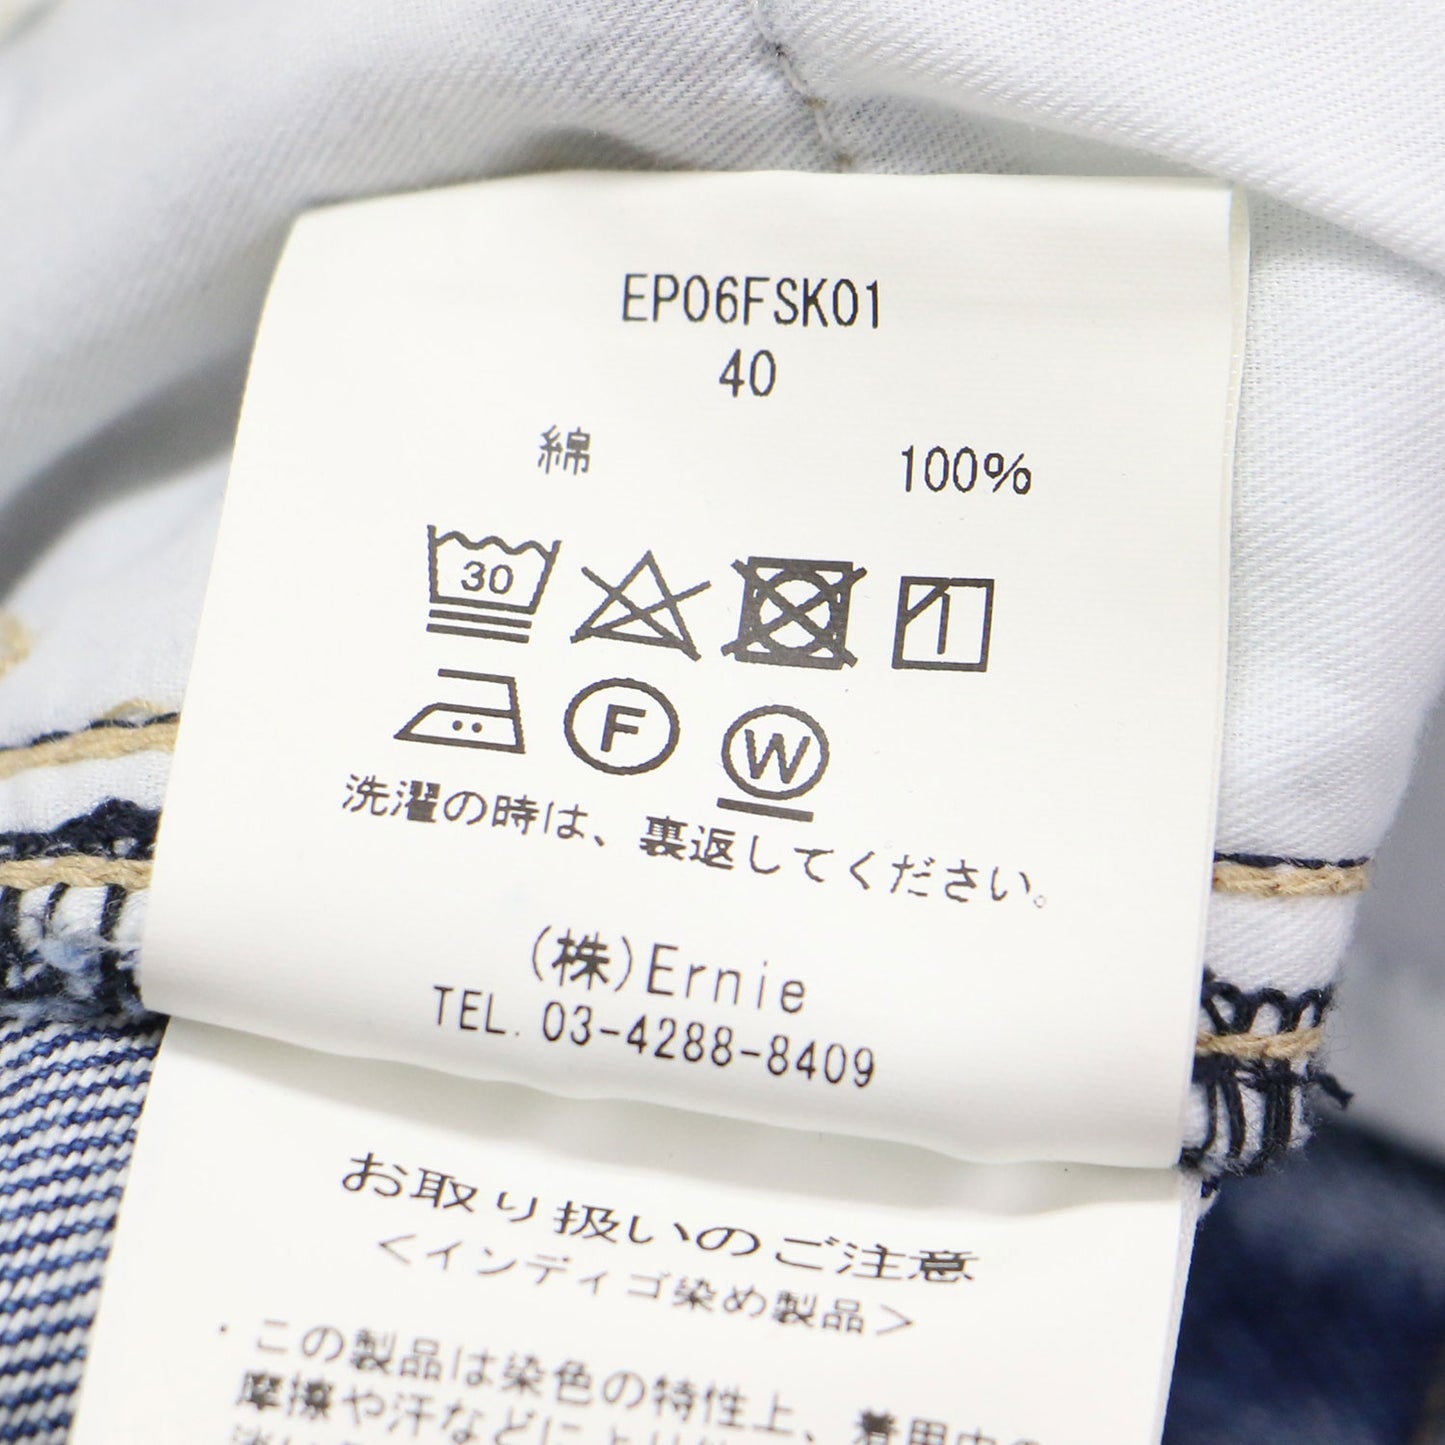 EP06FSK01
40
綿 100%
30
F W
洗濯の時は、裏返してください。
(株)Ernie
TEL. 03-4288-8409
お取り扱いのご注意
<インディゴ染め製品>
・この製品は染色の特性上、着用中の
摩擦や汗などにより